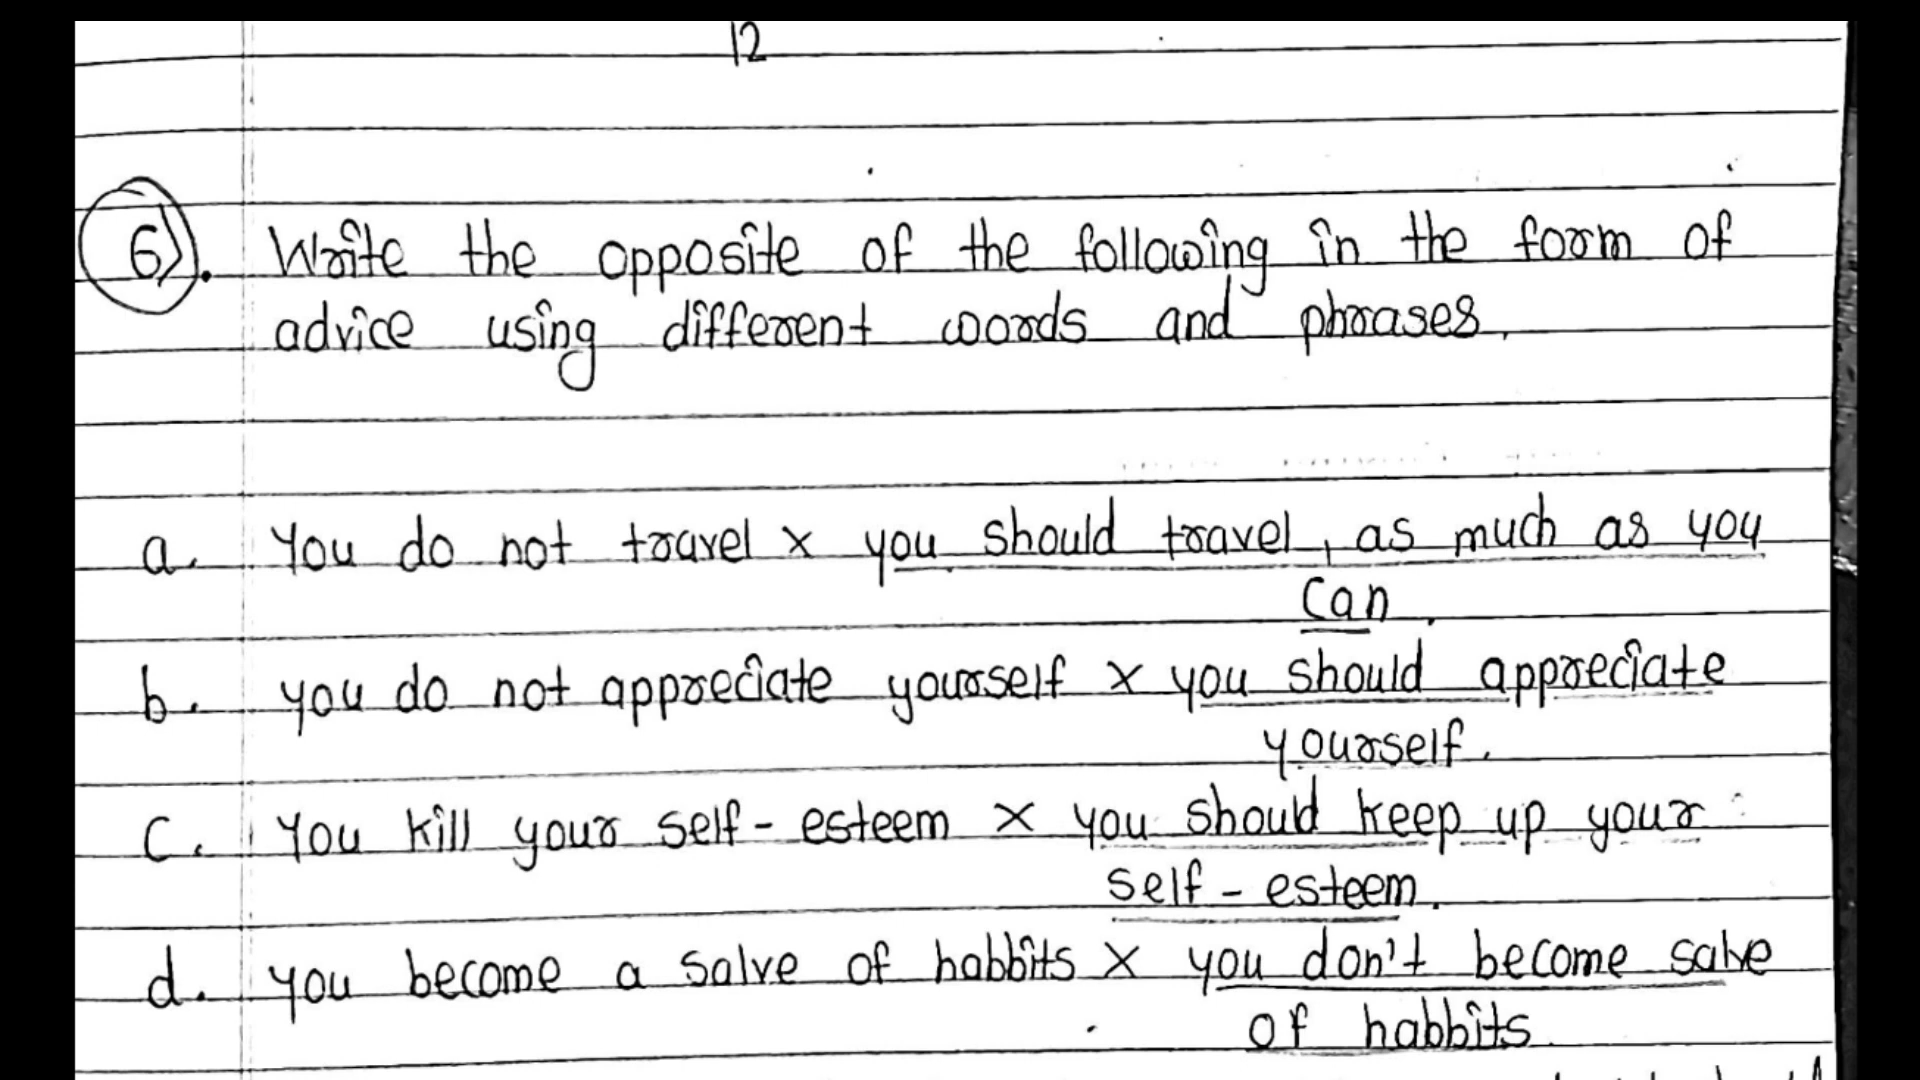 12
6). Write the opposite of the following in the form of
advice using different words and phrases.
a. You do not travel x you should travel, as much as you
can.
b. you do not appreciate yourself x you should appreciate
yourself.
c. You kill your self-esteem x you should keep up your
self-esteem.
d. you become a salve of habbits x you don't become salve
of habbits.